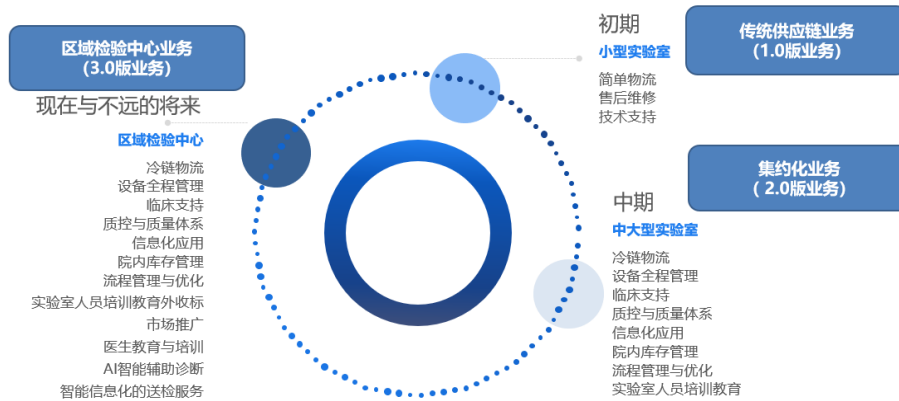 区域检验中心业务
（3.0版业务）
现在与不远的将来
区域检验中心
冷链物流
设备全程管理
临床支持
质控与质量体系
信息化应用
院内库存管理
流程管理与优化
实验室人员培训教育外收标
市场推广
医生教育与培训
AI智能辅助诊断
智能信息化的送检服务
初期
小型实验室
简单物流
售后维修
技术支持
传统供应链业务
（1.0版业务）
集约化业务
（ 2.0版业务）
中期
中大型实验室
冷链物流
设备全程管理
临床支持
质控与质量体系
信息化应用
院内库存管理
流程管理与优化
实验室人员培训教育